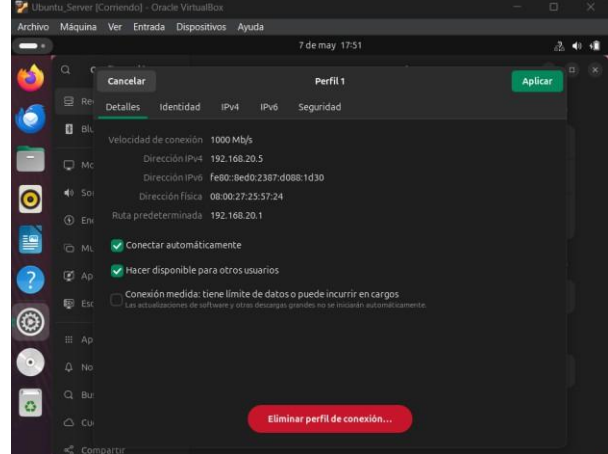 Ubuntu_Server [Corriendo] - Oracle VirtualBox
Archivo Máquina Ver Entrada Dispositivos Ayuda
7 de may 17:51
Cancelar Perfil 1 Aplicar
Detalles Identidad IPv4 IPv6 Seguridad
Re
Blu
Velocidad de conexión 1000 Mb/s
Dirección IPv4 192.168.20.5
Mo
Dirección IPv6 fe80::8ed0:2387:d088:1d30
Dirección física 08:00:27:25:57:24
So
Ruta predeterminada 192.168.20.1
Ene
Conectar automáticamente
Mu
Hacer disponible para otros usuarios
Ap
Conexión medida: tiene límite de datos o puede incurrir en cargos
Las actualizaciones de software y otras descargas grandes no se iniciarán automáticamente.
Esc
Ap
No
Bu
Eliminar perfil de conexión...
Cu
Compartir